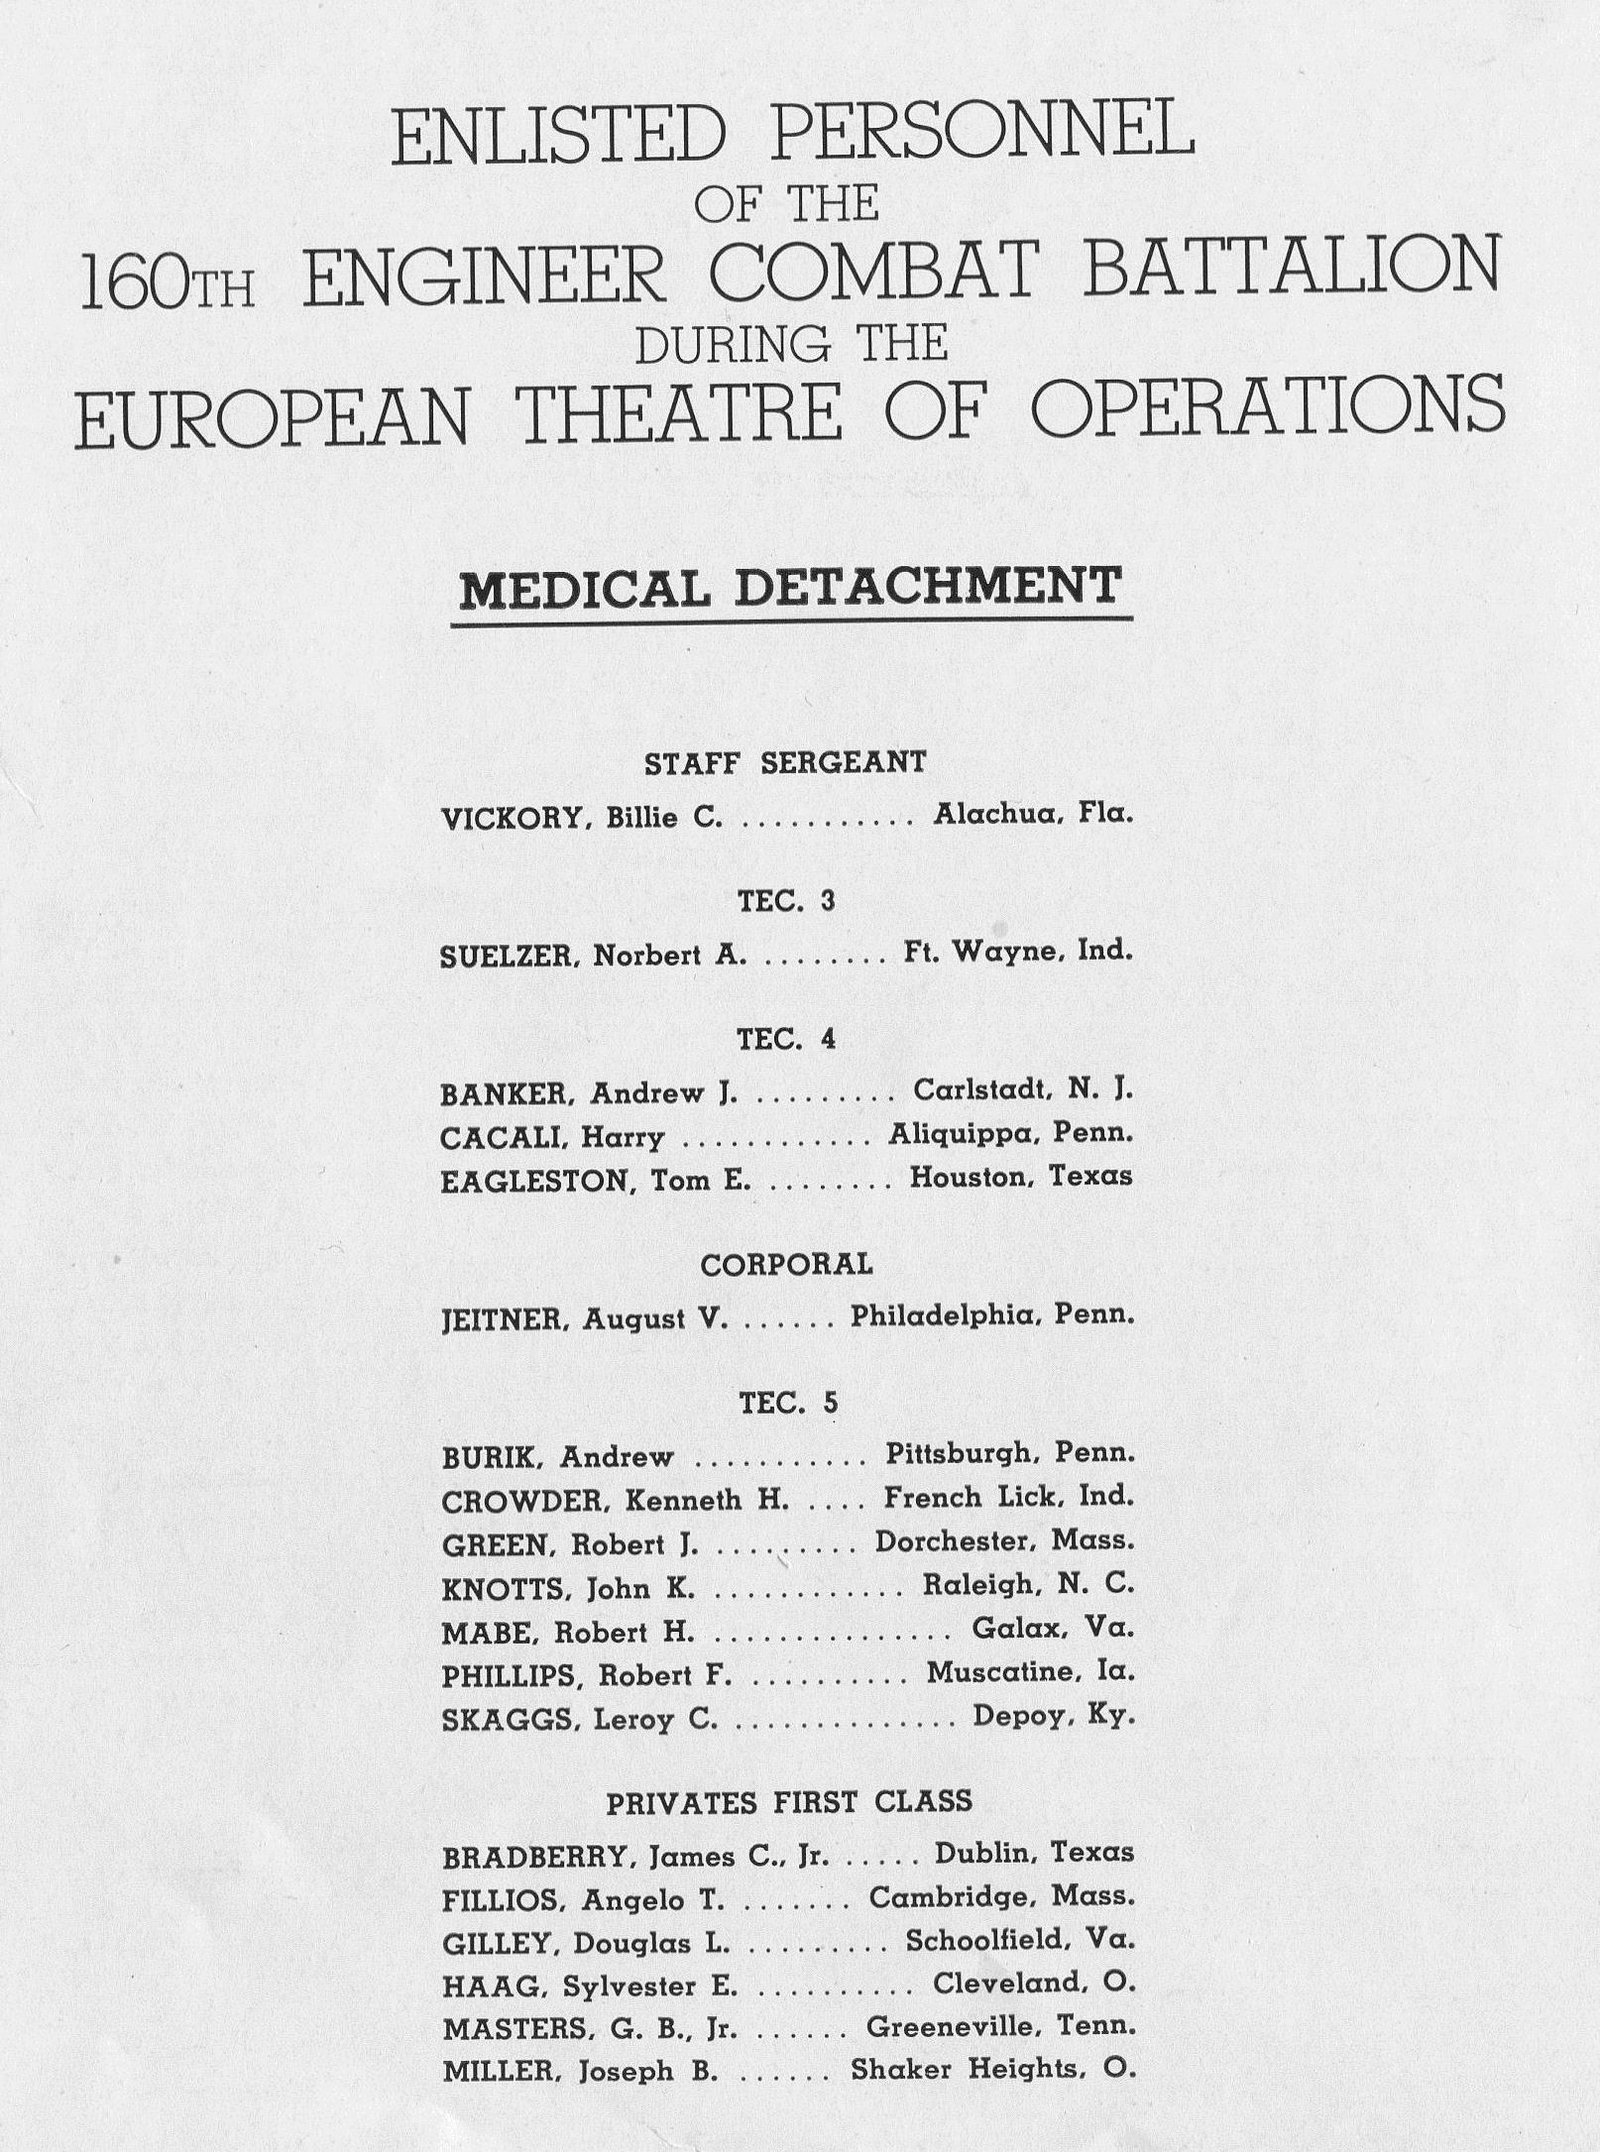 ENLISTED PERSONNEL
OF THE
160TH ENGINEER COMBAT BATTALION
DURING THE
EUROPEAN THEATRE OF OPERATIONS
MEDICAL DETACHMENT
STAFF SERGEANT
VICKORY, Billie C. ........... Alachua, Fla.
TEC. 3
SUELZER, Norbert A. ........ Ft. Wayne, Ind.
TEC. 4
BANKER, Andrew J. ......... Carlstadt, N. J.
CACALI, Harry ............ Aliquippa, Penn.
EAGLESTON, Tom E. ........ Houston, Texas
CORPORAL
JEITNER, August V. ...... Philadelphia, Penn.
TEC. 5
BURIK, Andrew ........... Pittsburgh, Penn.
CROWDER, Kenneth H. .... French Lick, Ind.
GREEN, Robert J. ......... Dorchester, Mass.
KNOTTS, John K. ............ Raleigh, N. C.
MABE, Robert H. ............... Galax, Va.
PHILLIPS, Robert F. .......... Muscatine, Ia.
SKAGGS, Leroy C. .............. Depoy, Ky.
PRIVATES FIRST CLASS
BRADBERRY, James C., Jr. ..... Dublin, Texas
FILLIOS, Angelo T. ....... Cambridge, Mass.
GILLEY, Douglas L. ......... Schoolfield, Va.
HAAG, Sylvester E. .......... Cleveland, O.
MASTERS, G. B., Jr. ...... Greeneville, Tenn.
MILLER, Joseph B. ...... Shaker Heights, O.